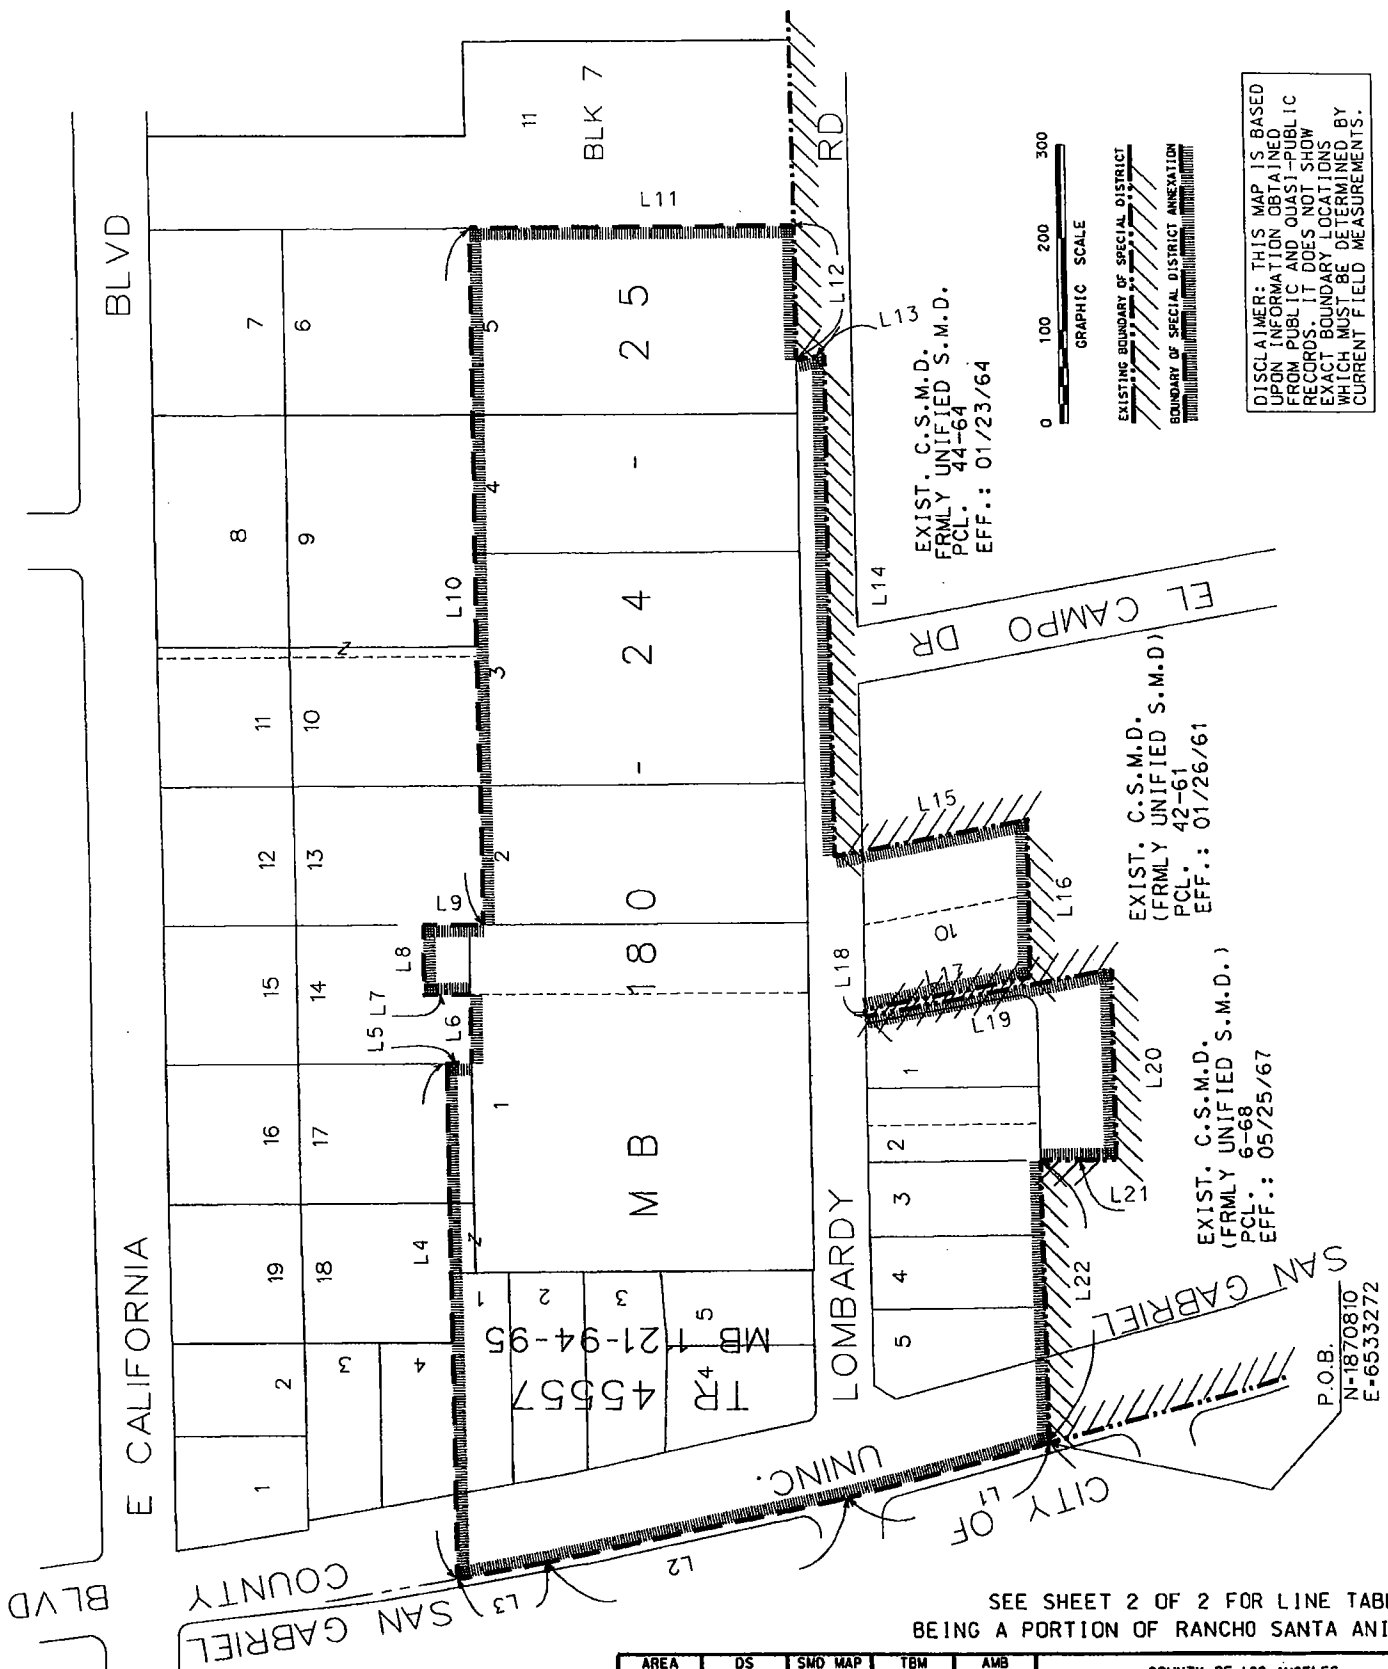 E CALIFORNIA BLVD
SAN GABRIEL BLVD
COUNTY
UNINC.
CITY OF
SAN GABRIEL
LOMBARDY RD
EL CAMPO DR
BLK 7
11
7
6
8
9
11
10
12
13
15
14
16
17
19
18
2
1
3
4
Z
Z
5
4
3
2
1
M B 180 - 24 - 25
1
2
3
5
4
TR 45557
MB 1121-94-95
10
1
2
3
4
5
L1
L2
L3
L4
L5
L6
L7
L8
L9
L10
L11
L12
L13
L14
L15
L16
L17
L18
L19
L20
L21
L22
EXIST. C.S.M.D.
FRMLY UNIFIED S.M.D.
PCL. 44-64
EFF.: 01/23/64
EXIST. C.S.M.D.
(FRMLY UNIFIED S.M.D)
PCL. 42-61
EFF.: 01/26/61
EXIST. C.S.M.D.
(FRMLY UNIFIED S.M.D.)
PCL. 6-68
EFF.: 05/25/67
P.O.B.
N=1870810
E=6533272
0 100 200 300
GRAPHIC SCALE
EXISTING BOUNDARY OF SPECIAL DISTRICT
BOUNDARY OF SPECIAL DISTRICT ANNEXATION
DISCLAIMER: THIS MAP IS BASED
UPON INFORMATION OBTAINED
FROM PUBLIC AND QUASI-PUBLIC
RECORDS. IT DOES NOT SHOW
EXACT BOUNDARY LOCATIONS
WHICH MUST BE DETERMINED BY
CURRENT FIELD MEASUREMENTS.
SEE SHEET 2 OF 2 FOR LINE TABL
BEING A PORTION OF RANCHO SANTA ANI
AREA DS SMD MAP TBM AMB